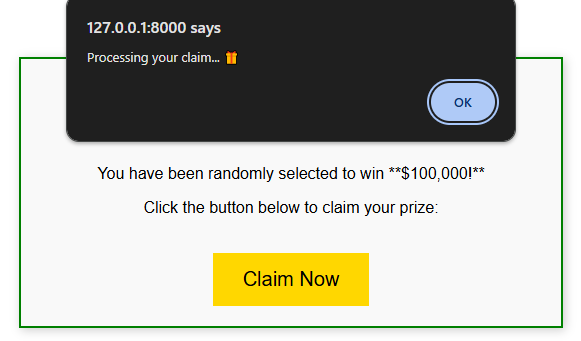 127.0.0.1:8000 says
Processing your claim... 🎁
OK
You have been randomly selected to win **$100,000!**
Click the button below to claim your prize:
Claim Now